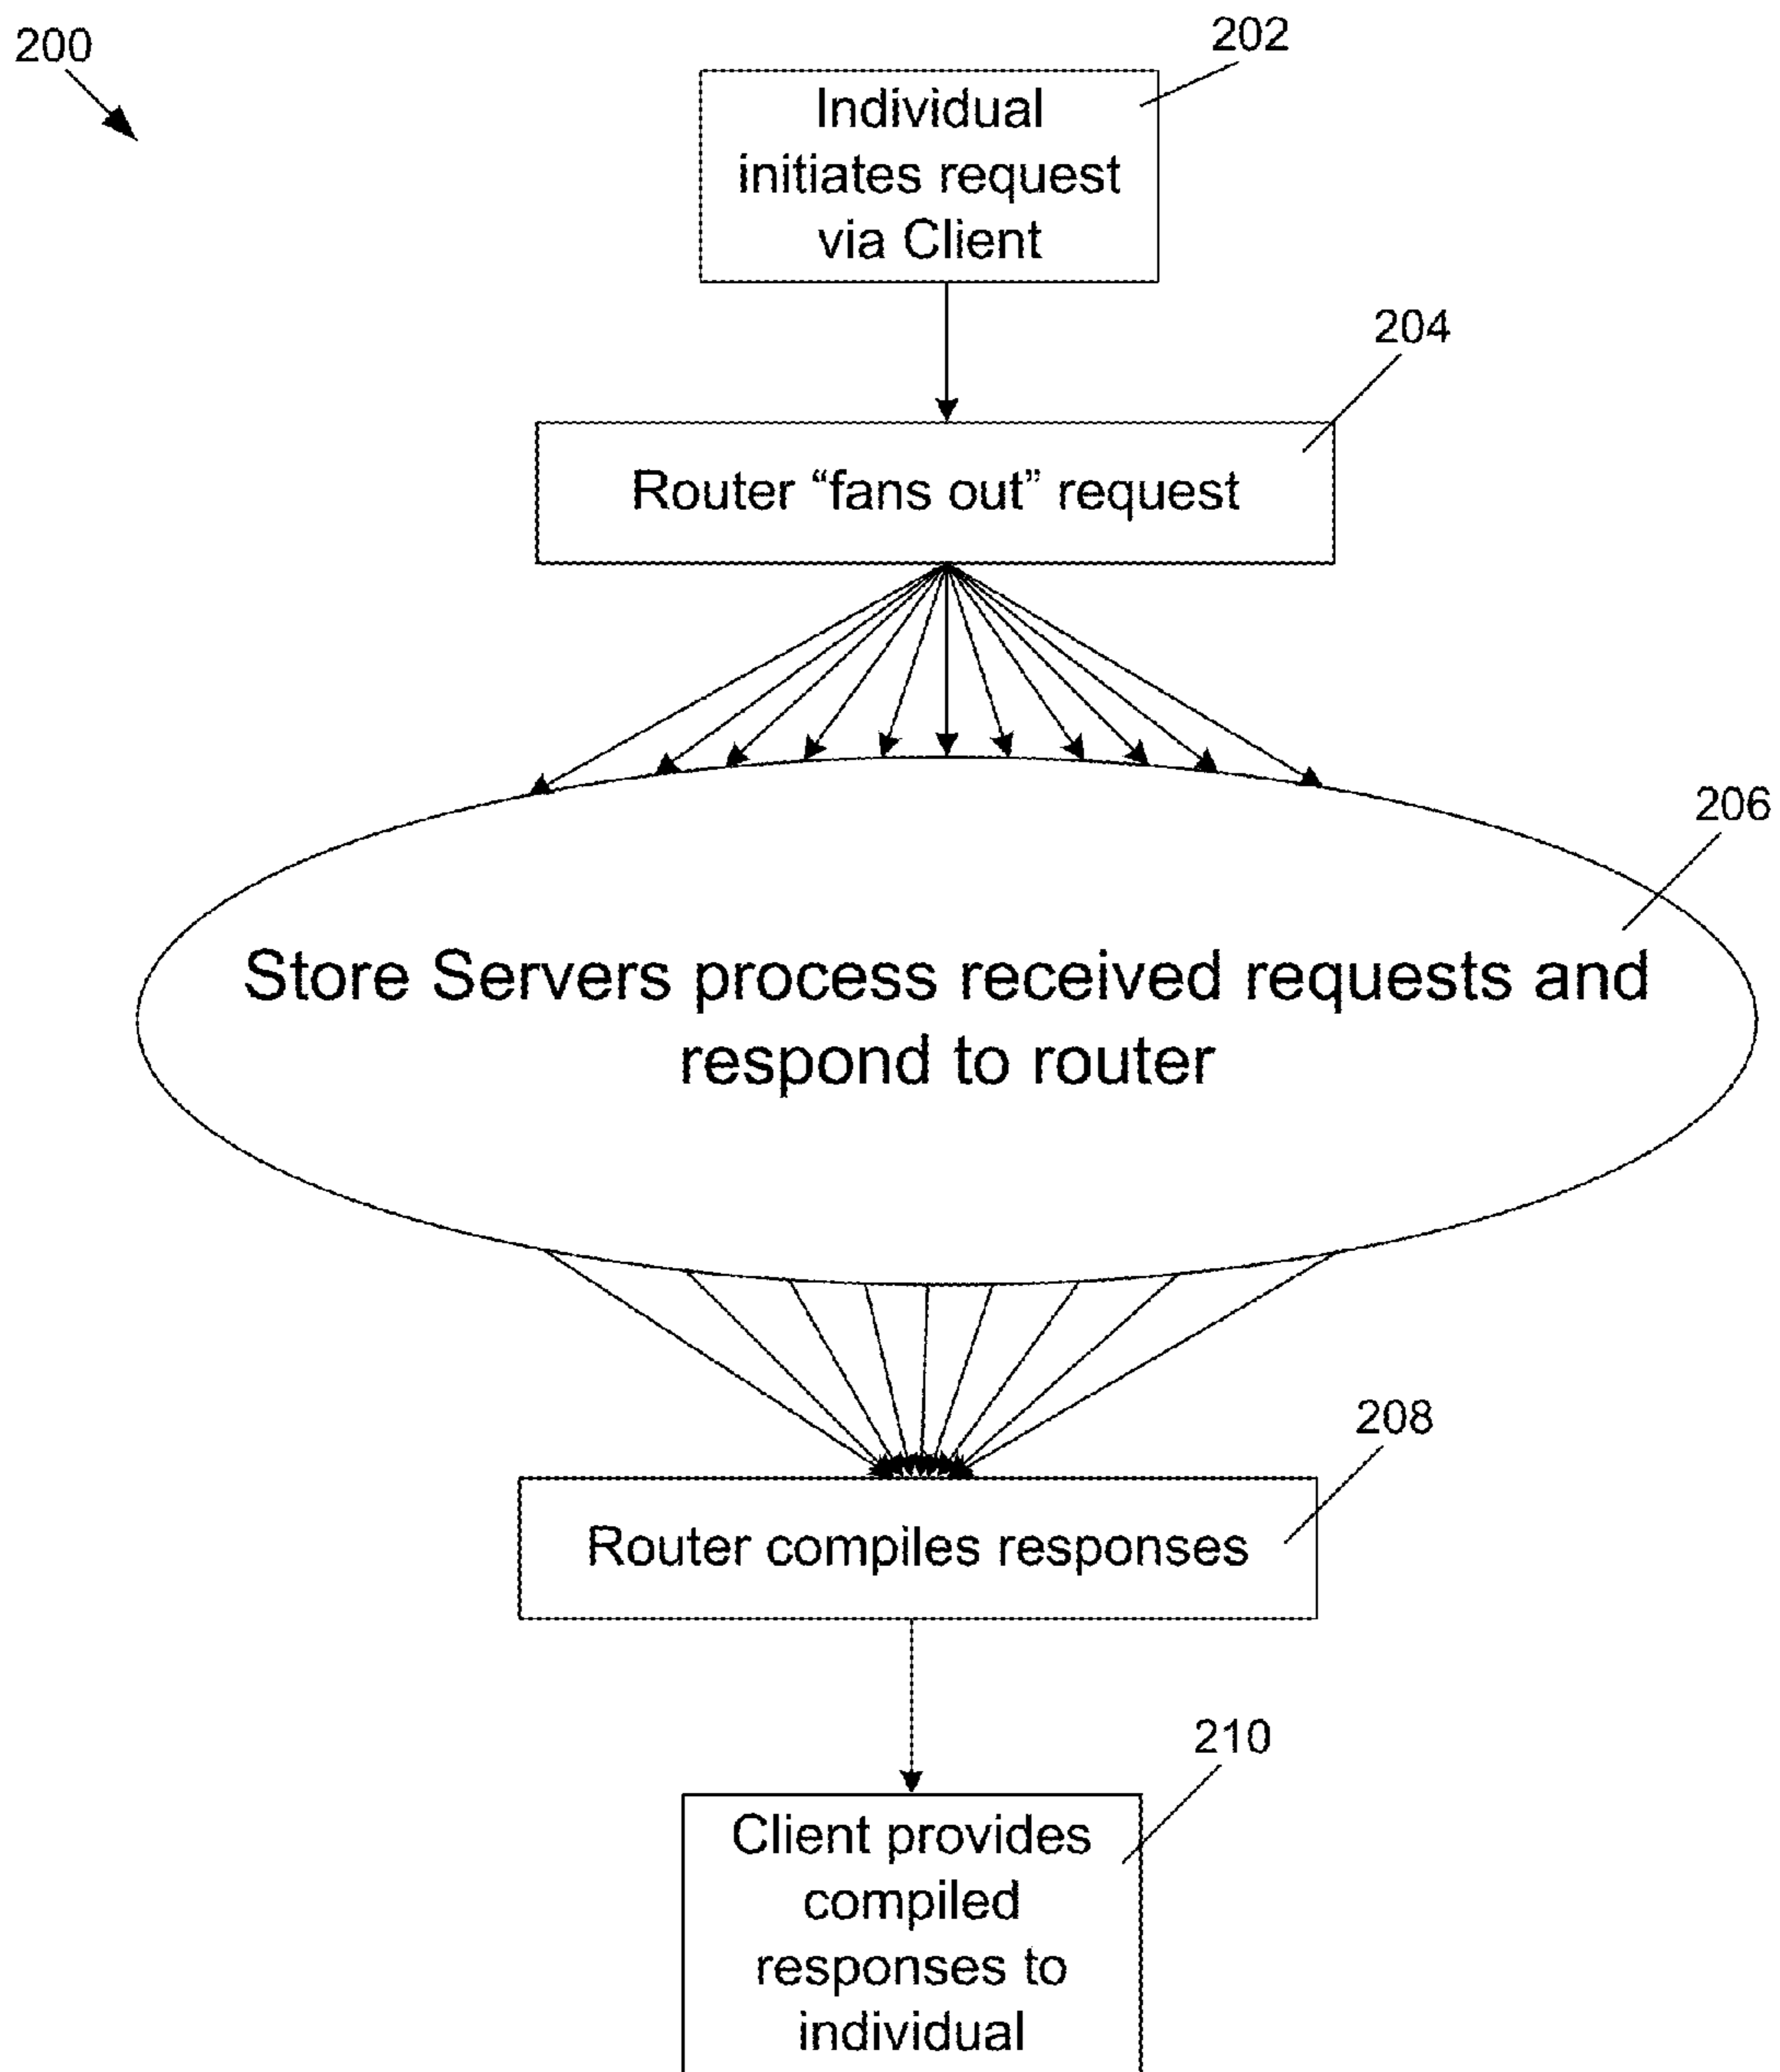 200
202
Individual
initiates request
via Client
204
Router “fans out” request
206
Store Servers process received requests and
respond to router
208
Router compiles responses
210
Client provides
compiled
responses to
individual